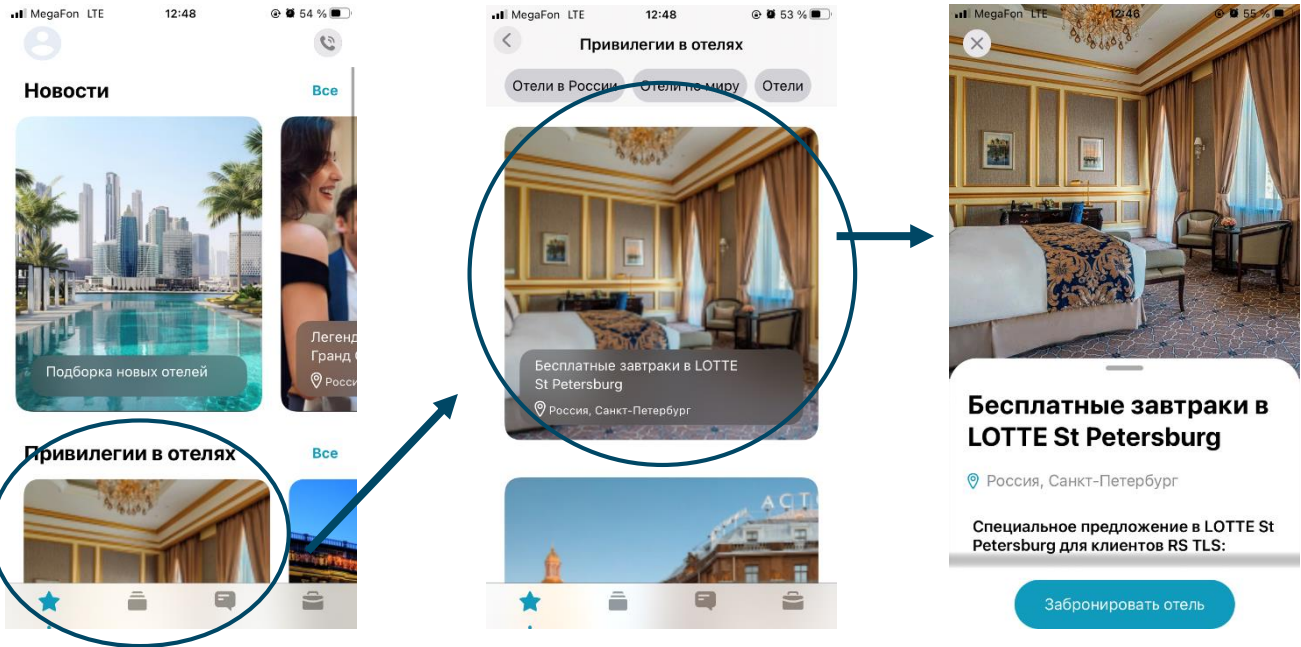 MegaFon LTE 12:48 54 %
Новости Все
Подборка новых отелей
Гранд
Привилегии в отелях Все
MegaFon LTE 12:48 53 %
Привилегии в отелях
Отели в России Отели по миру Отели
Бесплатные завтраки в LOTTE
St Petersburg
Россия, Санкт-Петербург
MegaFon LTE 12:46 55 %
Бесплатные завтраки в
LOTTE St Petersburg
Россия, Санкт-Петербург
Специальное предложение в LOTTE St
Petersburg для клиентов RS TLS:
Забронировать отель